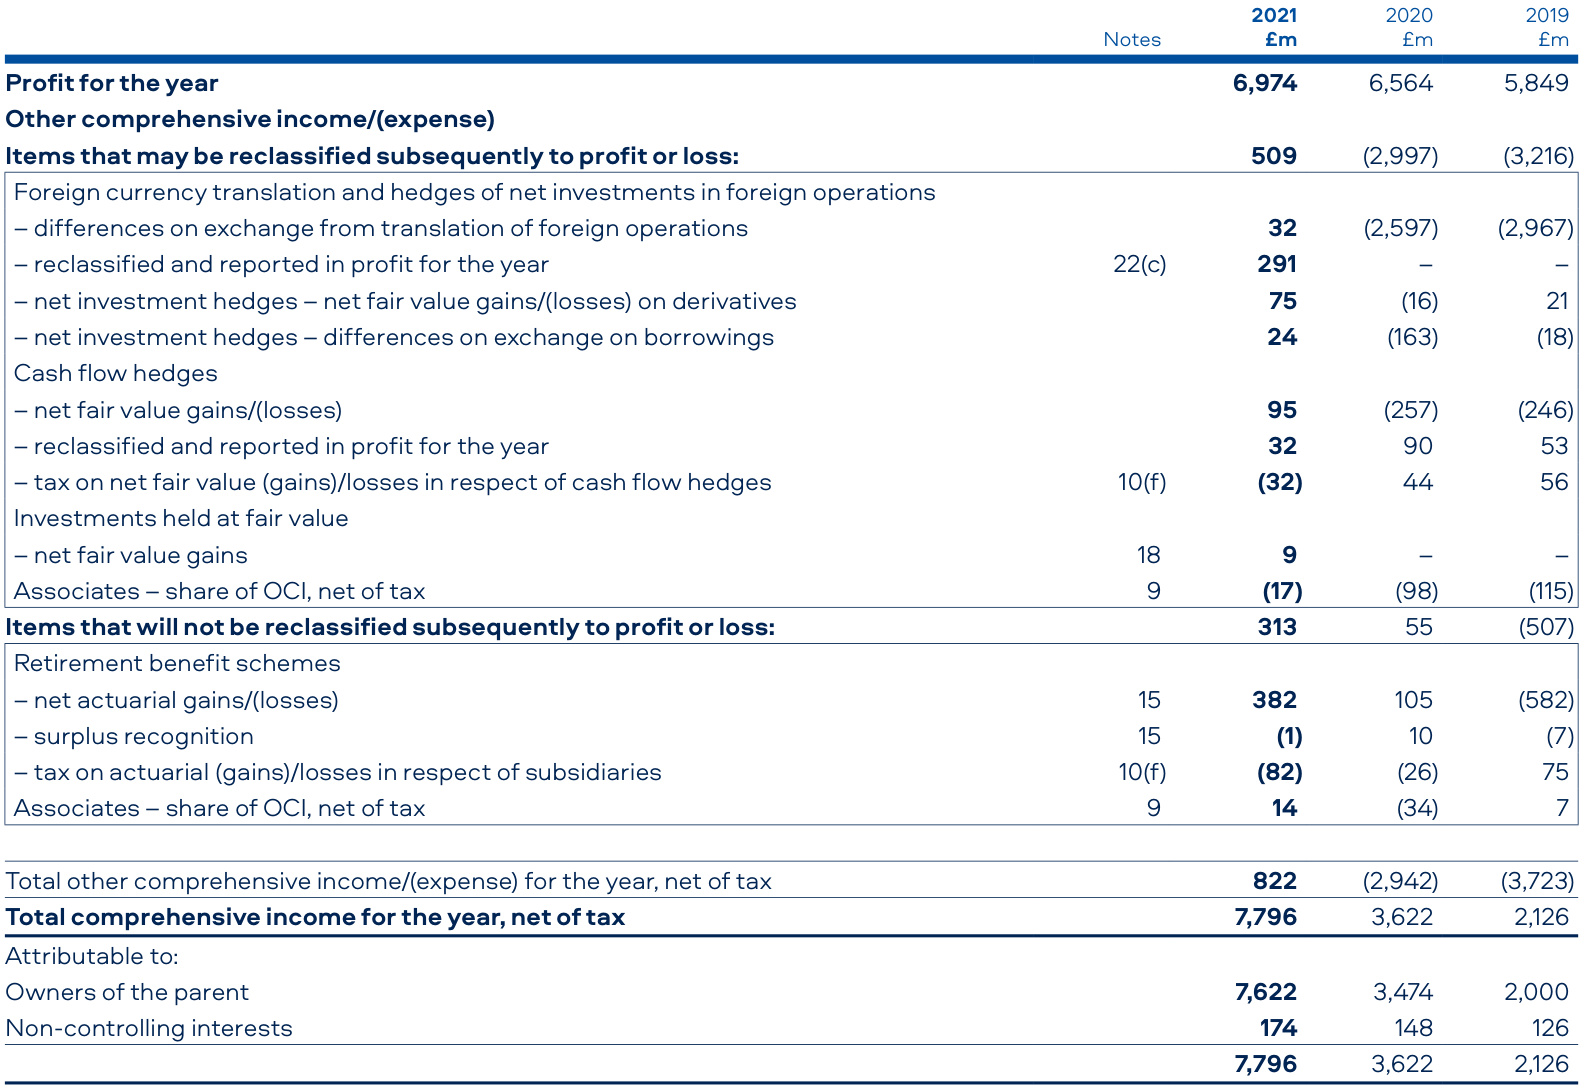 2021 2020 2019
Notes £m £m £m
Profit for the year 6,974 6,564 5,849
Other comprehensive income/(expense)
Items that may be reclassified subsequently to profit or loss: 509 (2,997) (3,216)
Foreign currency translation and hedges of net investments in foreign operations
– differences on exchange from translation of foreign operations 32 (2,597) (2,967)
– reclassified and reported in profit for the year 22(c) 291 – –
– net investment hedges – net fair value gains/(losses) on derivatives 75 (16) 21
– net investment hedges – differences on exchange on borrowings 24 (163) (18)
Cash flow hedges
– net fair value gains/(losses) 95 (257) (246)
– reclassified and reported in profit for the year 32 90 53
– tax on net fair value (gains)/losses in respect of cash flow hedges 10(f) (32) 44 56
Investments held at fair value
– net fair value gains 18 9 – –
Associates – share of OCI, net of tax 9 (17) (98) (115)
Items that will not be reclassified subsequently to profit or loss: 313 55 (507)
Retirement benefit schemes
– net actuarial gains/(losses) 15 382 105 (582)
– surplus recognition 15 (1) 10 (7)
– tax on actuarial (gains)/losses in respect of subsidiaries 10(f) (82) (26) 75
Associates – share of OCI, net of tax 9 14 (34) 7
Total other comprehensive income/(expense) for the year, net of tax 822 (2,942) (3,723)
Total comprehensive income for the year, net of tax 7,796 3,622 2,126
Attributable to:
Owners of the parent 7,622 3,474 2,000
Non-controlling interests 174 148 126
7,796 3,622 2,126